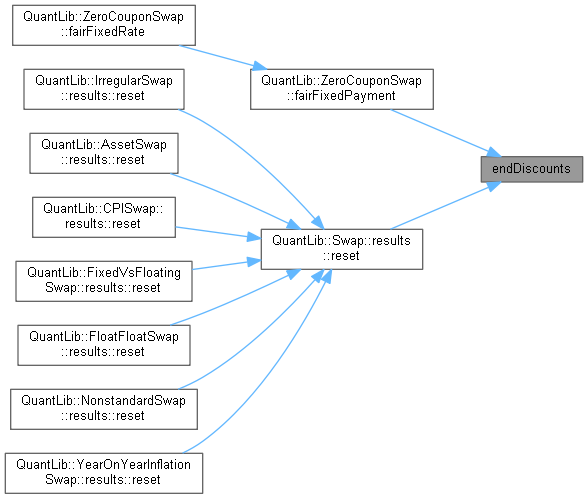 QuantLib::ZeroCouponSwap
::fairFixedRate
QuantLib::IrregularSwap
::results::reset
QuantLib::ZeroCouponSwap
::fairFixedPayment
QuantLib::AssetSwap
::results::reset
endDiscounts
QuantLib::CPISwap::
results::reset
QuantLib::Swap::results
::reset
QuantLib::FixedVsFloating
Swap::results::reset
QuantLib::FloatFloatSwap
::results::reset
QuantLib::NonstandardSwap
::results::reset
QuantLib::YearOnYearInflation
Swap::results::reset